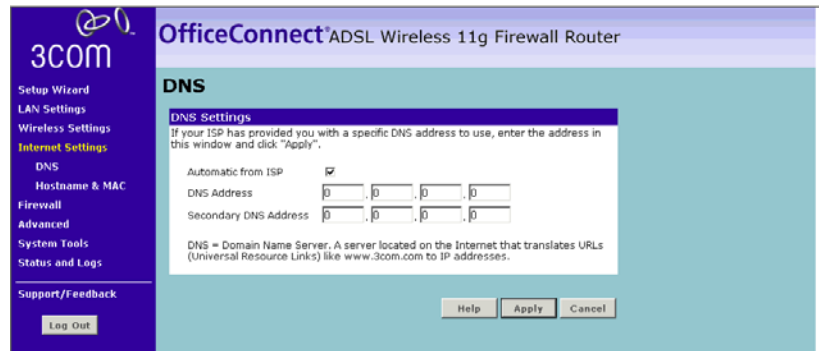 3com
OfficeConnect®ADSL Wireless 11g Firewall Router
Setup Wizard
LAN Settings
Wireless Settings
Internet Settings
DNS
Hostname & MAC
Firewall
Advanced
System Tools
Status and Logs
Support/Feedback
Log Out
DNS
DNS Settings
If your ISP has provided you with a specific DNS address to use, enter the address in
this window and click "Apply".
Automatic from ISP
DNS Address 0 . 0 . 0 . 0
Secondary DNS Address 0 . 0 . 0 . 0
DNS = Domain Name Server. A server located on the Internet that translates URLs
(Universal Resource Links) like www.3com.com to IP addresses.
Help Apply Cancel